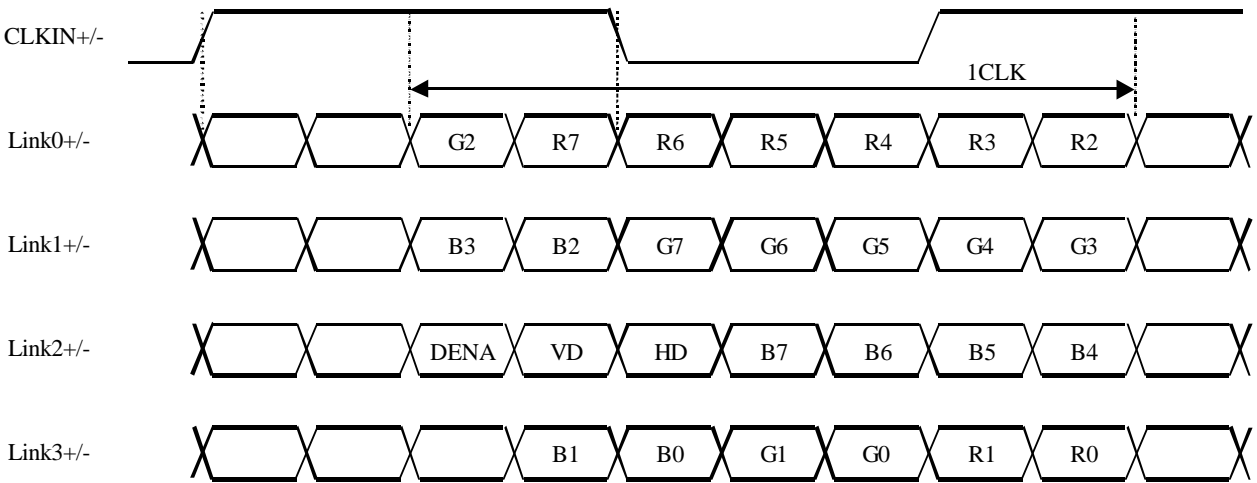 CLKIN+/-
1CLK
Link0+/- G2 R7 R6 R5 R4 R3 R2
Link1+/- B3 B2 G7 G6 G5 G4 G3
Link2+/- DENA VD HD B7 B6 B5 B4
Link3+/- B1 B0 G1 G0 R1 R0